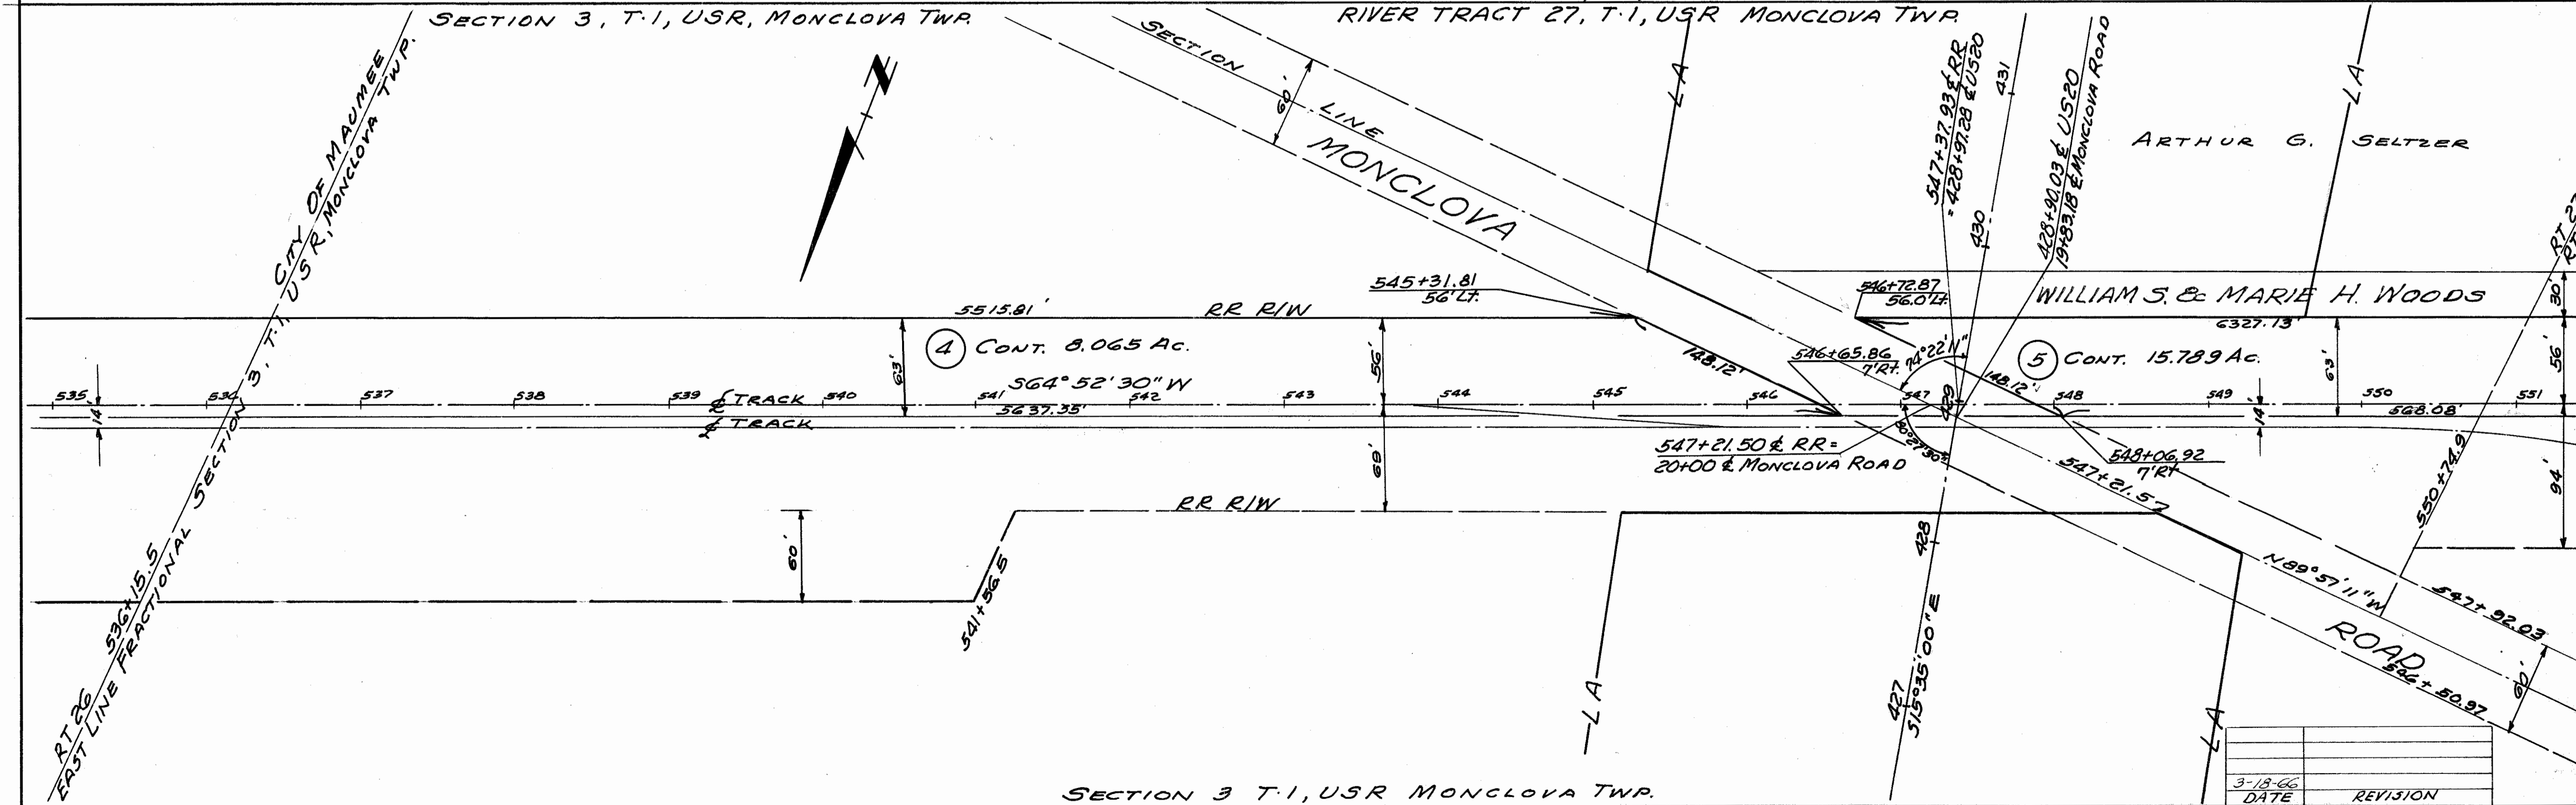 SECTION 3, T·1, USR, MONCLOVA TWP.
RIVER TRACT 27, T·1, USR MONCLOVA TWP.
CITY OF MAUMEE
SECTION 3, T·1, USR, MONCLOVA TWP.
RT 26 536+15.5
EAST LINE FRACTIONAL
N
SECTION LINE
60'
MONCLOVA
LA
547+37.93 ℄ RR
= 428+97.28 ℄ US20
431
430
428+90.03 ℄ US20
19+83.18 ℄ MONCLOVA ROAD
LA
ARTHUR G. SELTZER
RT 27
545+31.81
56' Lt.
546+72.87
56.0' Lt.
WILLIAM S. & MARIE H. WOODS
30'
5515.81'
RR R/W
6327.13'
4 CONT. 8.065 AC.
63'
56'
148.12'
546+65.86
7' Rt.
74°22'11"
5 CONT. 15.789 AC.
148.12'
63'
56'
S64°52'30"W
535
536
537
538
539
540
541
542
543
544
545
546
547
548
549
550
551
14'
℄ TRACK
5637.35'
℄ TRACK
429
14'
568.08'
69'
547+21.50 ℄ RR =
20+00 ℄ MONCLOVA ROAD
548+06.92
7' Rt
547+21.5
550+74.9
94'
RR R/W
60'
541+56.5
428
N89°57'11"W
547+92.03
427
S15°35'00"E
ROAD
546+50.97
60'
LA
LA
3-18-66
DATE
REVISION
SECTION 3 T·1, USR MONCLOVA TWP.